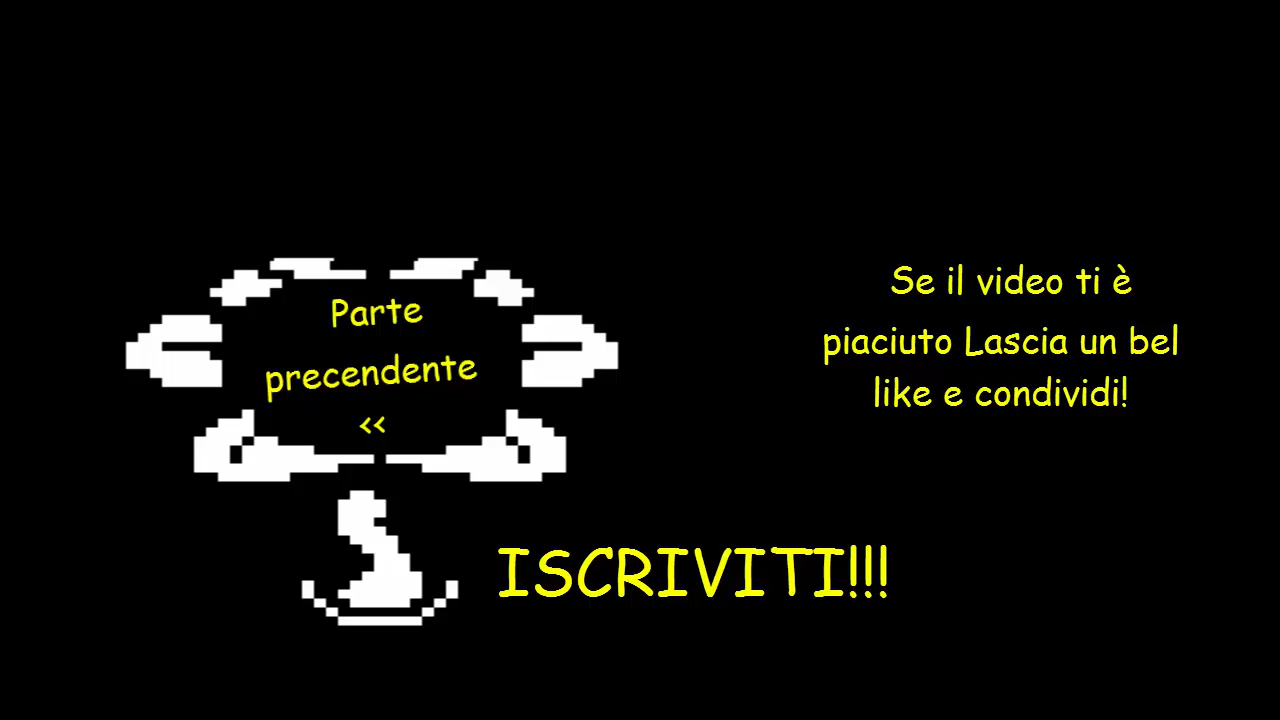 Parte
precendente
<<
Se il video ti è
piaciuto Lascia un bel
like e condividi!
ISCRIVITI!!!